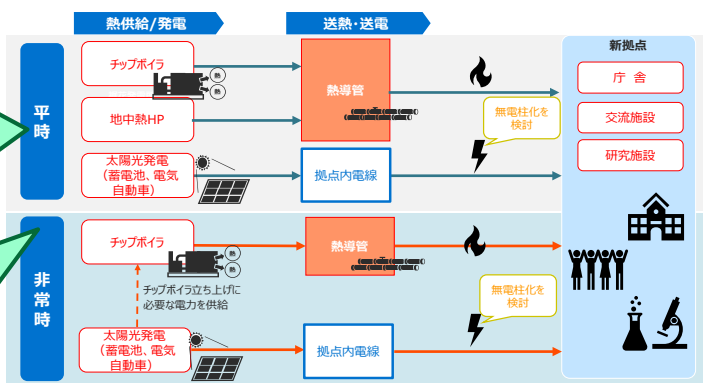 熱供給/発電
送熱・送電
平時
チップボイラ
熱
熱
地中熱HP
太陽光発電
(蓄電池、電気
自動車)
熱導管
拠点内電線
無電柱化を
検討
新拠点
庁 舎
交流施設
研究施設
非常時
チップボイラ
熱
熱
チップボイラ立ち上げに
必要な電力を供給
太陽光発電
(蓄電池、電気
自動車)
熱導管
拠点内電線
無電柱化を
検討